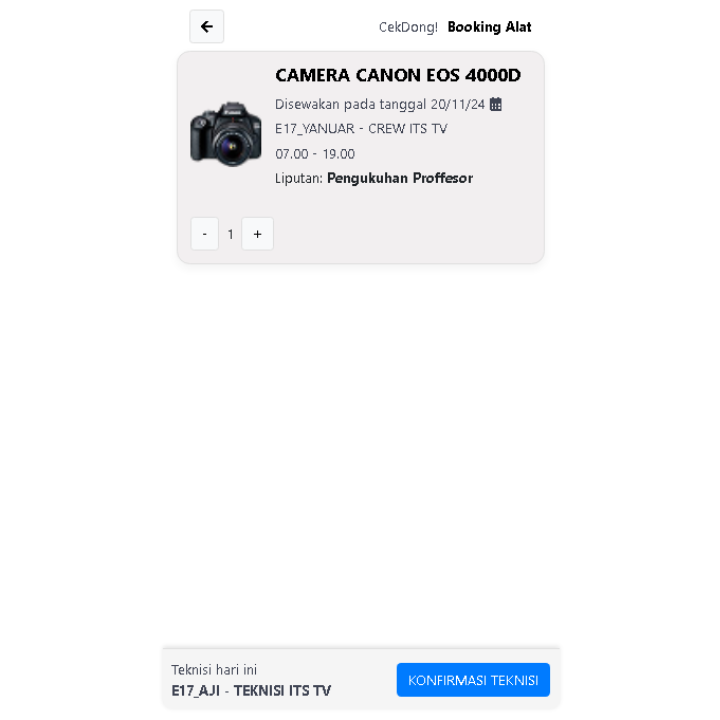 CekDong! Booking Alat
CAMERA CANON EOS 4000D
Disewakan pada tanggal 20/11/24
E17_YANUAR - CREW ITS TV
07.00 - 19.00
Liputan: Pengukuhan Proffesor
- 1 +
Teknisi hari ini
E17_AJI - TEKNISI ITS TV
KONFIRMASI TEKNISI